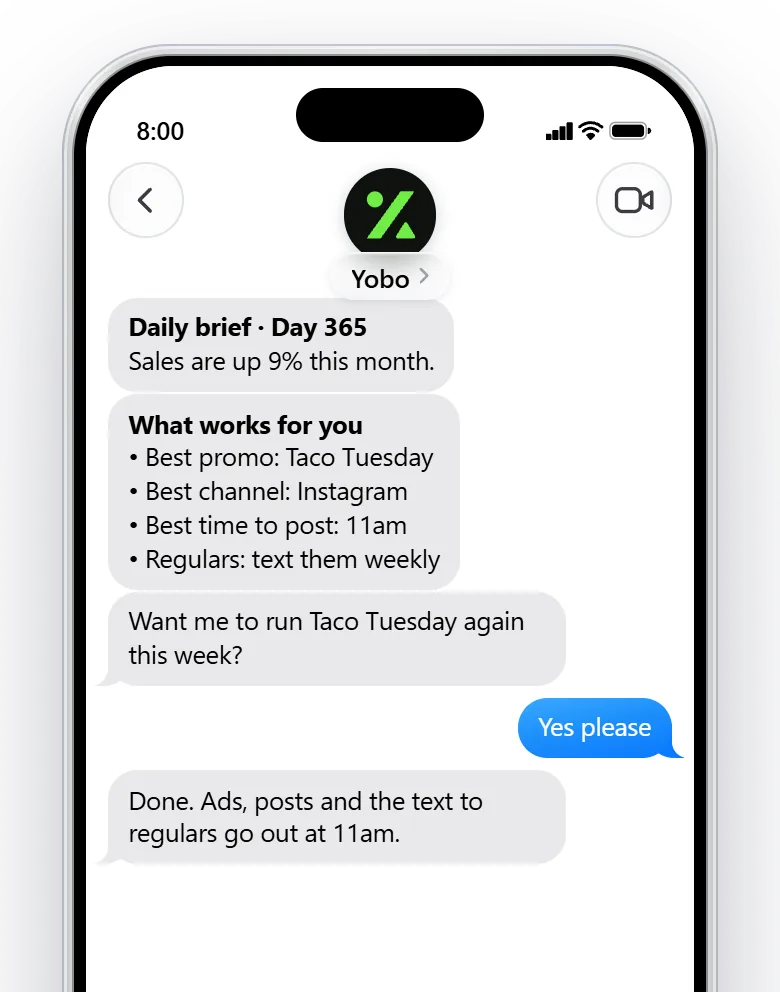 8:00
Yobo
Daily brief · Day 365
Sales are up 9% this month.
What works for you
• Best promo: Taco Tuesday
• Best channel: Instagram
• Best time to post: 11am
• Regulars: text them weekly
Want me to run Taco Tuesday again
this week?
Yes please
Done. Ads, posts and the text to
regulars go out at 11am.